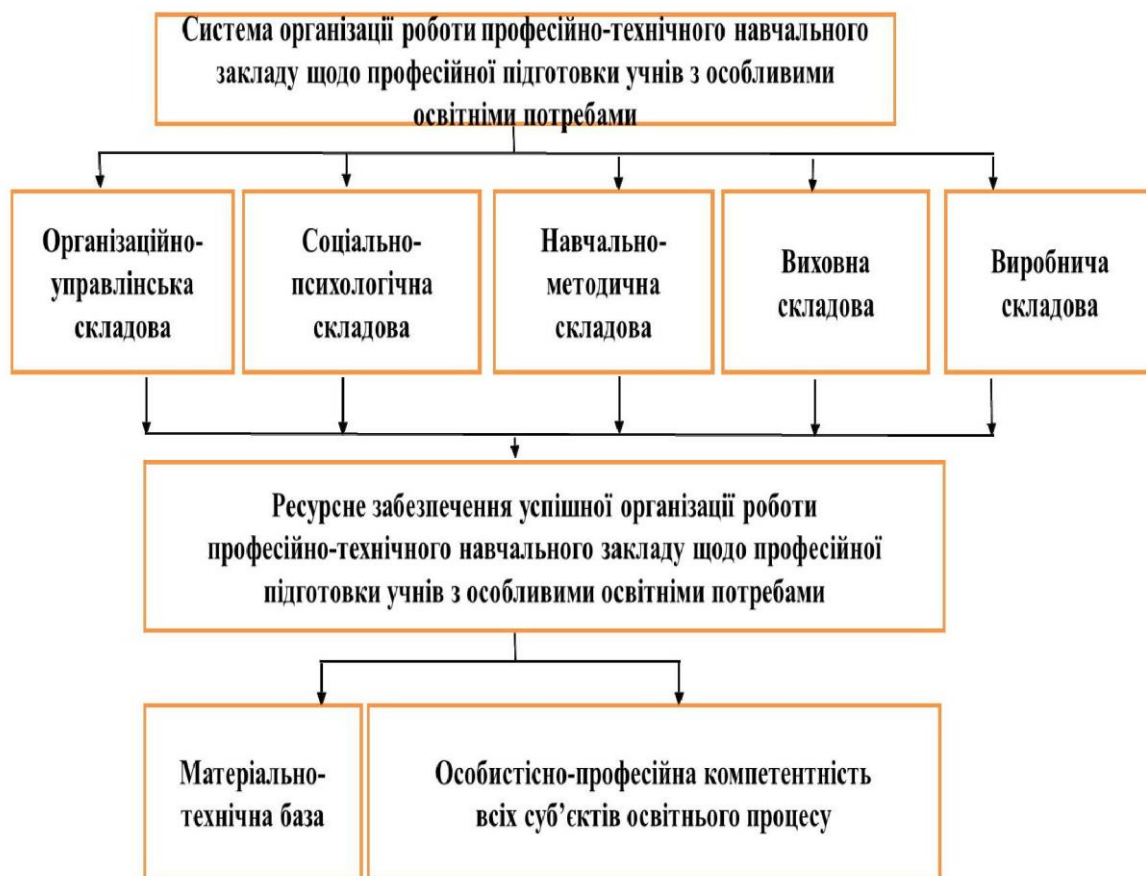 Система організації роботи професійно-технічного навчального
закладу щодо професійної підготовки учнів з особливими
освітніми потребами
Організаційно-
управлінська
складова
Соціально-
психологічна
складова
Навчально-
методична
складова
Виховна
складова
Виробнича
складова
Ресурсне забезпечення успішної організації роботи
професійно-технічного навчального закладу щодо професійної
підготовки учнів з особливими освітніми потребами
Матеріально-
технічна база
Особистісно-професійна компетентність
всіх суб’єктів освітнього процесу